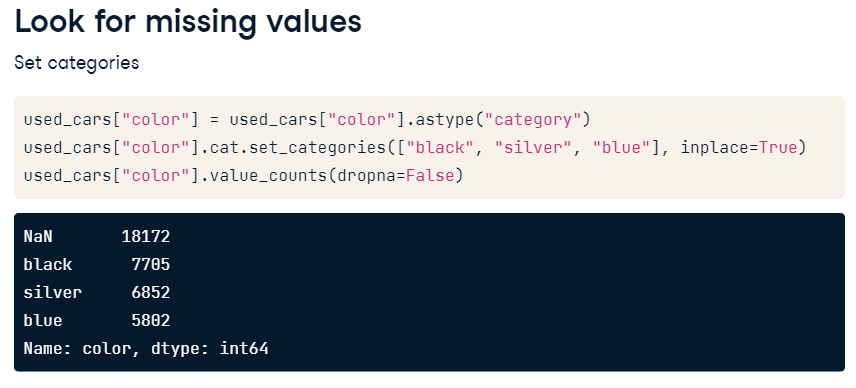 Look for missing values
Set categories
used_cars["color"] = used_cars["color"].astype("category")
used_cars["color"].cat.set_categories(["black", "silver", "blue"], inplace=True)
used_cars["color"].value_counts(dropna=False)
NaN       18172
black      7705
silver     6852
blue       5802
Name: color, dtype: int64